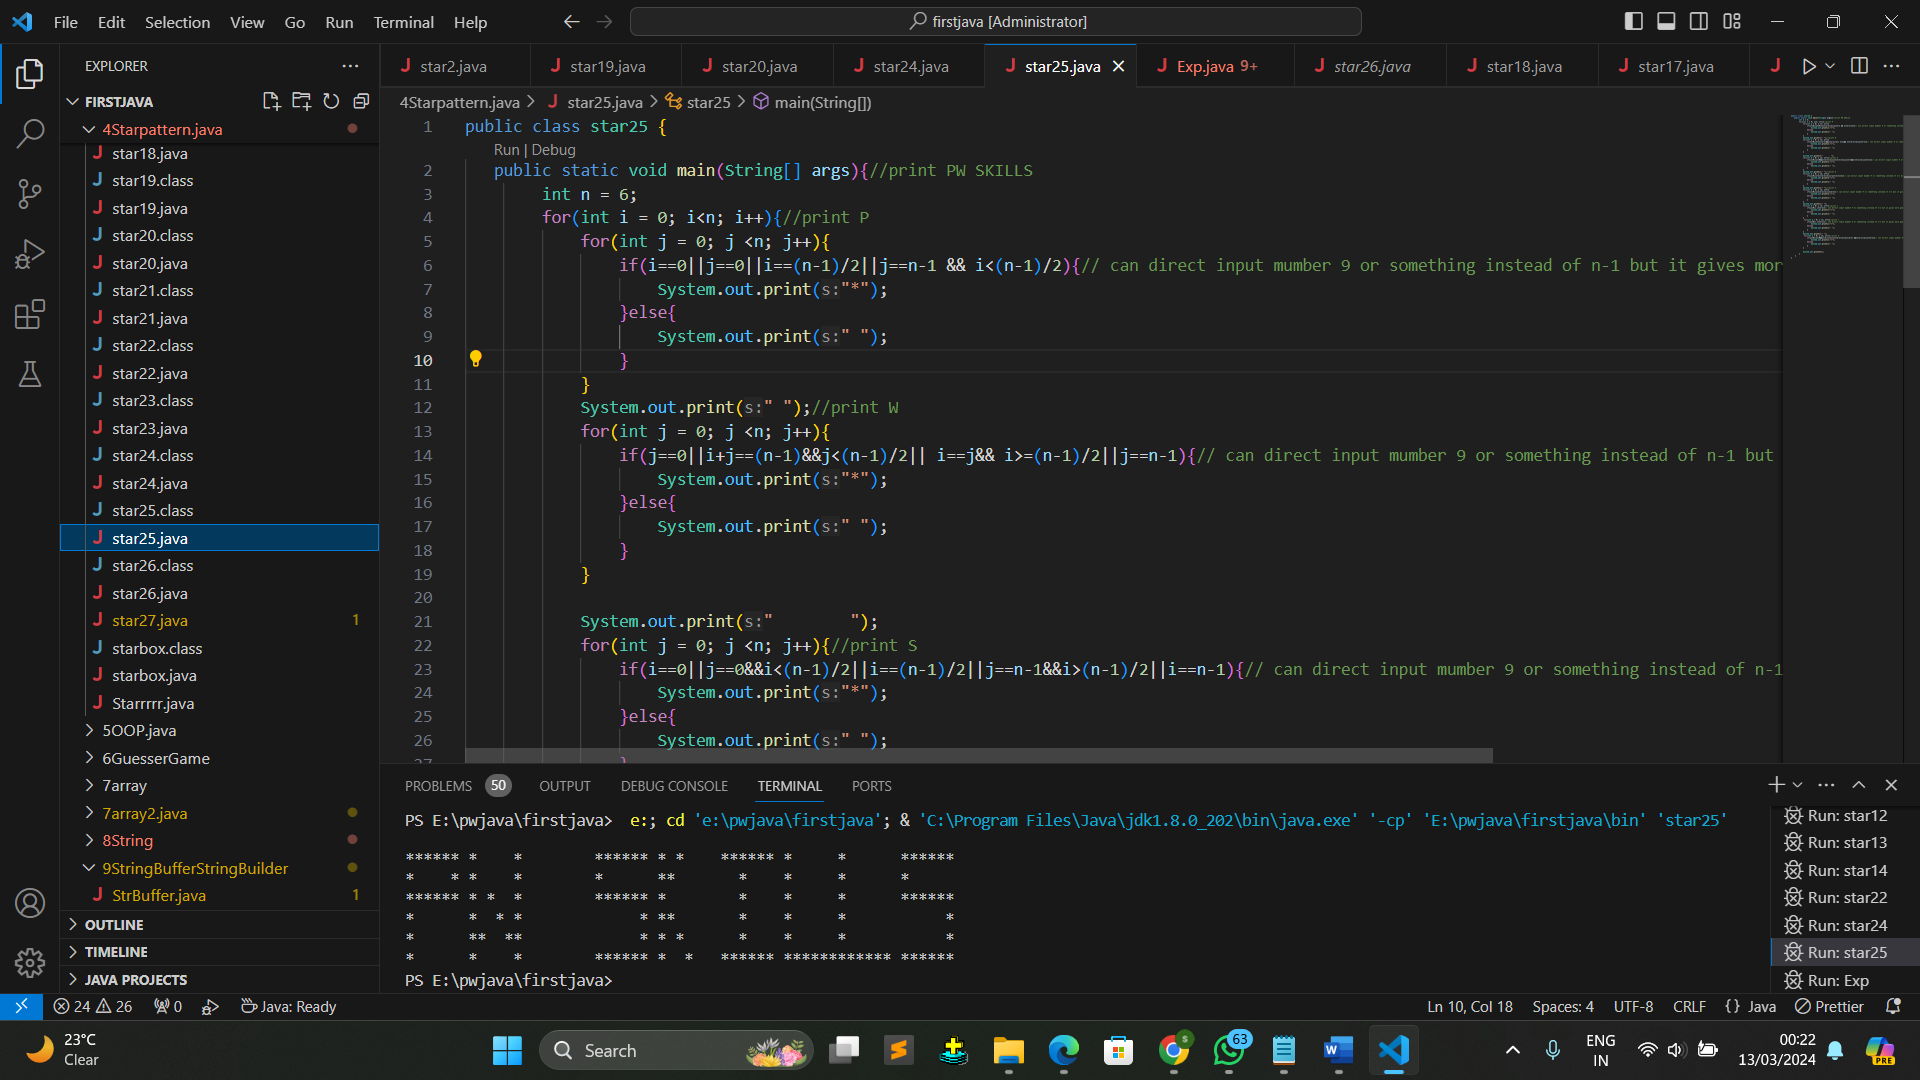 File Edit Selection View Go Run Terminal Help
firstjava [Administrator]
EXPLORER
FIRSTJAVA
4Starpattern.java
star18.java
star19.class
star19.java
star20.class
star20.java
star21.class
star21.java
star22.class
star22.java
star23.class
star23.java
star24.class
star24.java
star25.class
star25.java
star26.class
star26.java
star27.java 1
starbox.class
starbox.java
Starrrrr.java
5OOP.java
6GuesserGame
7array
7array2.java
8String
9StringBufferStringBuilder
StrBuffer.java 1
OUTLINE
TIMELINE
JAVA PROJECTS
star2.java star19.java star20.java star24.java star25.java Exp.java 9+ star26.java star18.java star17.java
4Starpattern.java > star25.java > star25 > main(String[])
1 public class star25 {
Run | Debug
2 public static void main(String[] args){//print PW SKILLS
3 int n = 6;
4 for(int i = 0; i<n; i++){//print P
5 for(int j = 0; j <n; j++){
6 if(i==0||j==0||i==(n-1)/2||j==n-1 && i<(n-1)/2){// can direct input mumber 9 or something instead of n-1 but it gives mor
7 System.out.print(s:"*");
8 }else{
9 System.out.print(s:" ");
10 }
11 }
12 System.out.print(s:" ");//print W
13 for(int j = 0; j <n; j++){
14 if(j==0||i+j==(n-1)&&j<(n-1)/2|| i==j&& i>=(n-1)/2||j==n-1){// can direct input mumber 9 or something instead of n-1 but
15 System.out.print(s:"*");
16 }else{
17 System.out.print(s:" ");
18 }
19 }
20
21 System.out.print(s:"        ");
22 for(int j = 0; j <n; j++){//print S
23 if(i==0||j==0&&i<(n-1)/2||i==(n-1)/2||j==n-1&&i>(n-1)/2||i==n-1){// can direct input mumber 9 or something instead of n-1
24 System.out.print(s:"*");
25 }else{
26 System.out.print(s:" ");
PROBLEMS 50 OUTPUT DEBUG CONSOLE TERMINAL PORTS
PS E:\pwjava\firstjava>  e:; cd 'e:\pwjava\firstjava'; & 'C:\Program Files\Java\jdk1.8.0_202\bin\java.exe' '-cp' 'E:\pwjava\firstjava\bin' 'star25'
****** *    *        ****** * *    ****** *     *      ******
*    * *    *        *      **       *    *     *      *
****** * *  *        ****** *        *    *     *      ******
*      *  * *             * **       *    *     *           *
*      **  **             * * *      *    *     *           *
*      *    *        ****** *  *   ****** ************ ******
PS E:\pwjava\firstjava>
Run: star12
Run: star13
Run: star14
Run: star22
Run: star24
Run: star25
Run: Exp
24 26 0 Java: Ready
Ln 10, Col 18 Spaces: 4 UTF-8 CRLF {} Java Prettier
23°C
Clear
Search
63
PRE
ENG
IN
00:22
13/03/2024